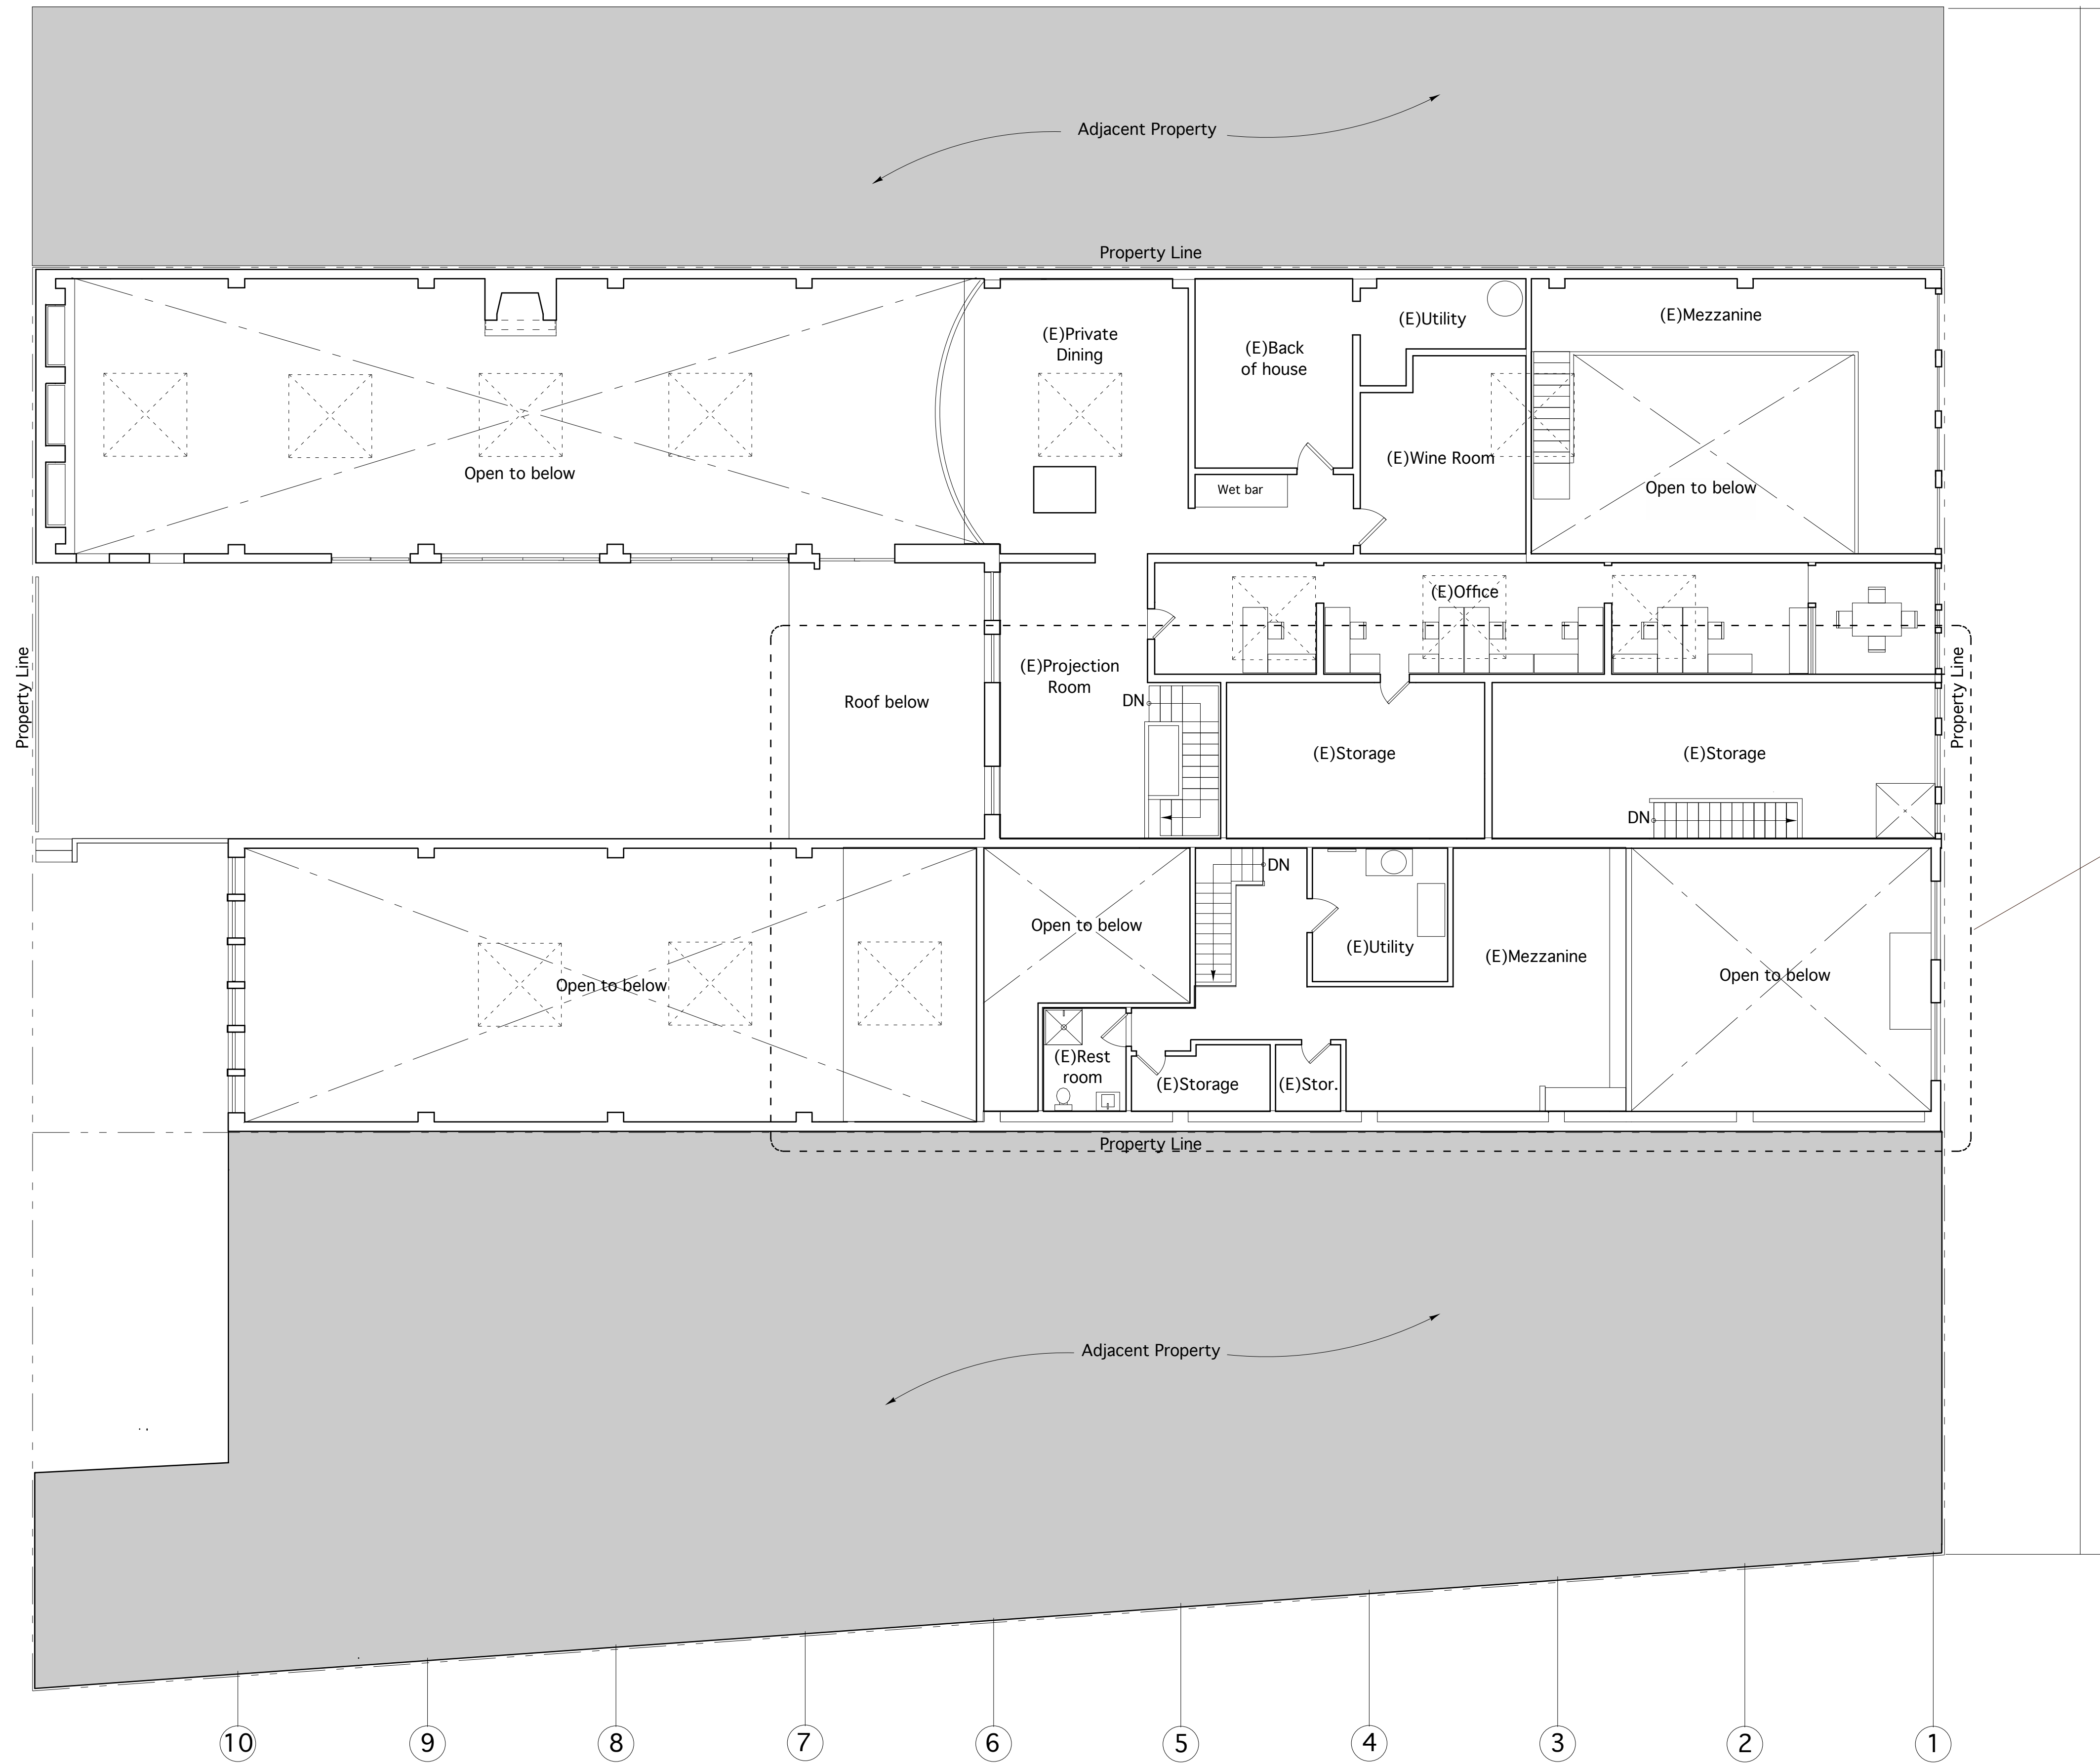 Adjacent Property
Property Line
(E)Private
Dining
(E)Back
of house
(E)Utility
(E)Mezzanine
(E)Wine Room
Open to below
Wet bar
Open to below
(E)Office
Property Line
(E)Projection
Room
Roof below
DN
(E)Storage
(E)Storage
DN
Property Line
DN
Open to below
(E)Utility
(E)Mezzanine
Open to below
Open to below
(E)Rest
room
(E)Storage
(E)Stor.
Property Line
Adjacent Property
10
9
8
7
6
5
4
3
2
1